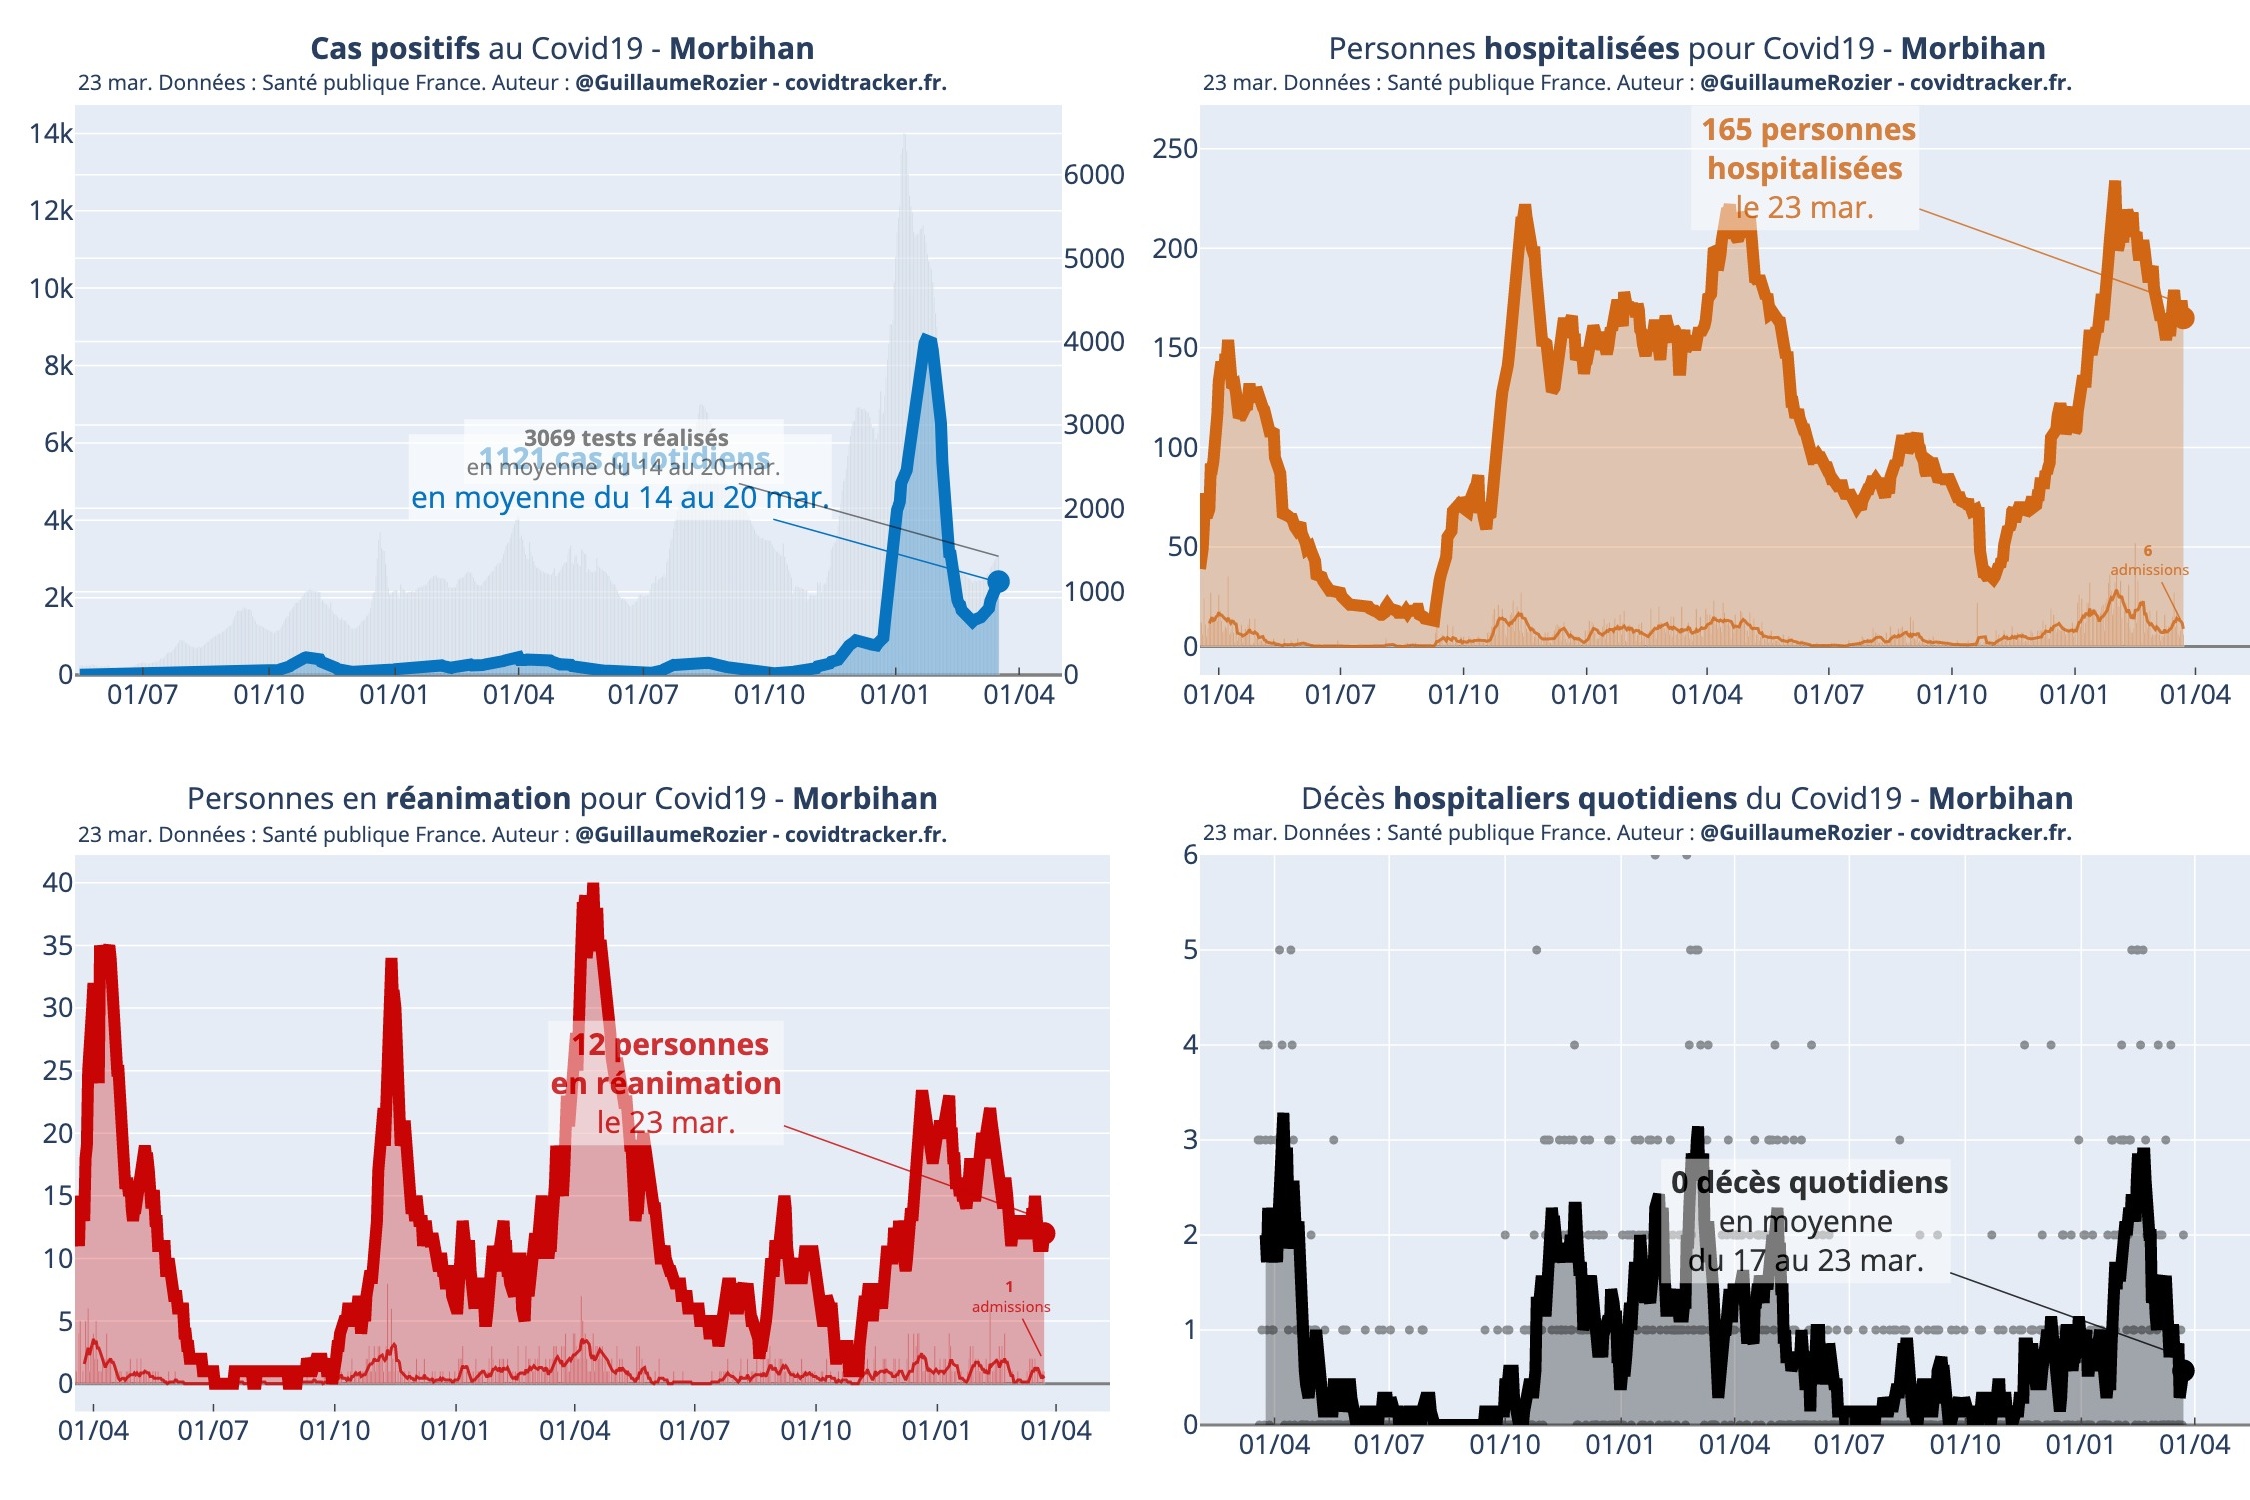 Cas positifs au Covid19 - Morbihan
23 mar. Données : Santé publique France. Auteur : @GuillaumeRozier - covidtracker.fr.
14k
12k
10k
8k
6k
4k
2k
0
6000
5000
4000
3000
2000
1000
0
3069 tests réalisés
en moyenne du 14 au 20 mar.
1121 cas quotidiens
en moyenne du 14 au 20 mar.
01/07 01/10 01/01 01/04 01/07 01/10 01/01 01/04
Personnes hospitalisées pour Covid19 - Morbihan
23 mar. Données : Santé publique France. Auteur : @GuillaumeRozier - covidtracker.fr.
250
200
150
100
50
0
165 personnes
hospitalisées
le 23 mar.
6
admissions
01/04 01/07 01/10 01/01 01/04 01/07 01/10 01/01 01/04
Personnes en réanimation pour Covid19 - Morbihan
23 mar. Données : Santé publique France. Auteur : @GuillaumeRozier - covidtracker.fr.
40
35
30
25
20
15
10
5
0
12 personnes
en réanimation
le 23 mar.
1
admissions
01/04 01/07 01/10 01/01 01/04 01/07 01/10 01/01 01/04
Décès hospitaliers quotidiens du Covid19 - Morbihan
23 mar. Données : Santé publique France. Auteur : @GuillaumeRozier - covidtracker.fr.
6
5
4
3
2
1
0
0 décès quotidiens
en moyenne
du 17 au 23 mar.
01/04 01/07 01/10 01/01 01/04 01/07 01/10 01/01 01/04